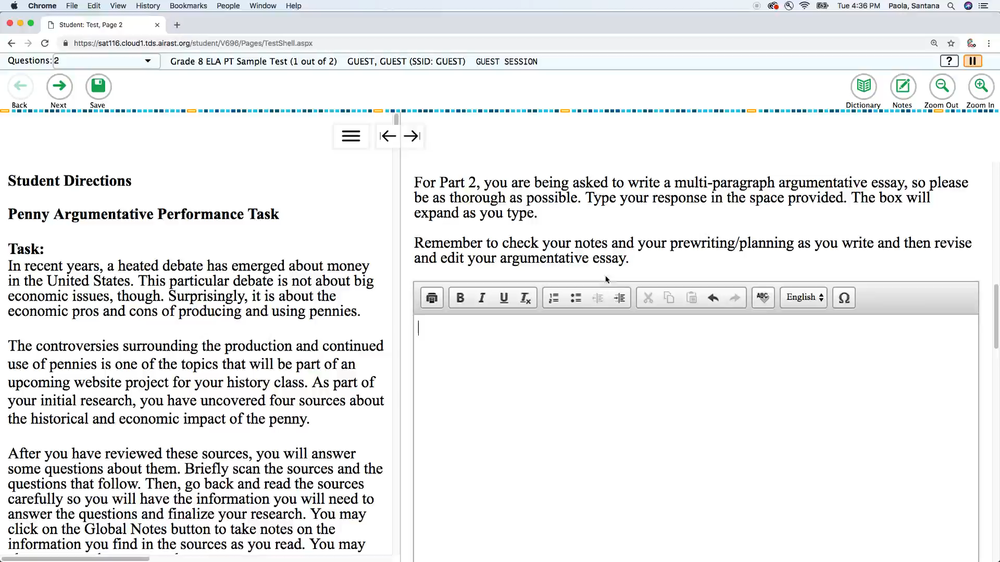 Chrome File Edit View History Bookmarks People Window Help Tue 4:36 PM Paola, Santana
Student: Test, Page 2
https://sat116.cloud1.tds.airast.org/student/V696/Pages/TestShell.aspx
Questions: 2 Grade 8 ELA PT Sample Test (1 out of 2) GUEST, GUEST (SSID: GUEST) GUEST SESSION ?
Back Next Save Dictionary Notes Zoom Out Zoom In
Student Directions
Penny Argumentative Performance Task
Task:
In recent years, a heated debate has emerged about money
in the United States. This particular debate is not about big
economic issues, though. Surprisingly, it is about the
economic pros and cons of producing and using pennies.
The controversies surrounding the production and continued
use of pennies is one of the topics that will be part of an
upcoming website project for your history class. As part of
your initial research, you have uncovered four sources about
the historical and economic impact of the penny.
After you have reviewed these sources, you will answer
some questions about them. Briefly scan the sources and the
questions that follow. Then, go back and read the sources
carefully so you will have the information you will need to
answer the questions and finalize your research. You may
click on the Global Notes button to take notes on the
information you find in the sources as you read. You may
For Part 2, you are being asked to write a multi-paragraph argumentative essay, so please
be as thorough as possible. Type your response in the space provided. The box will
expand as you type.
Remember to check your notes and your prewriting/planning as you write and then revise
and edit your argumentative essay.
B I U Tx ABC English Ω